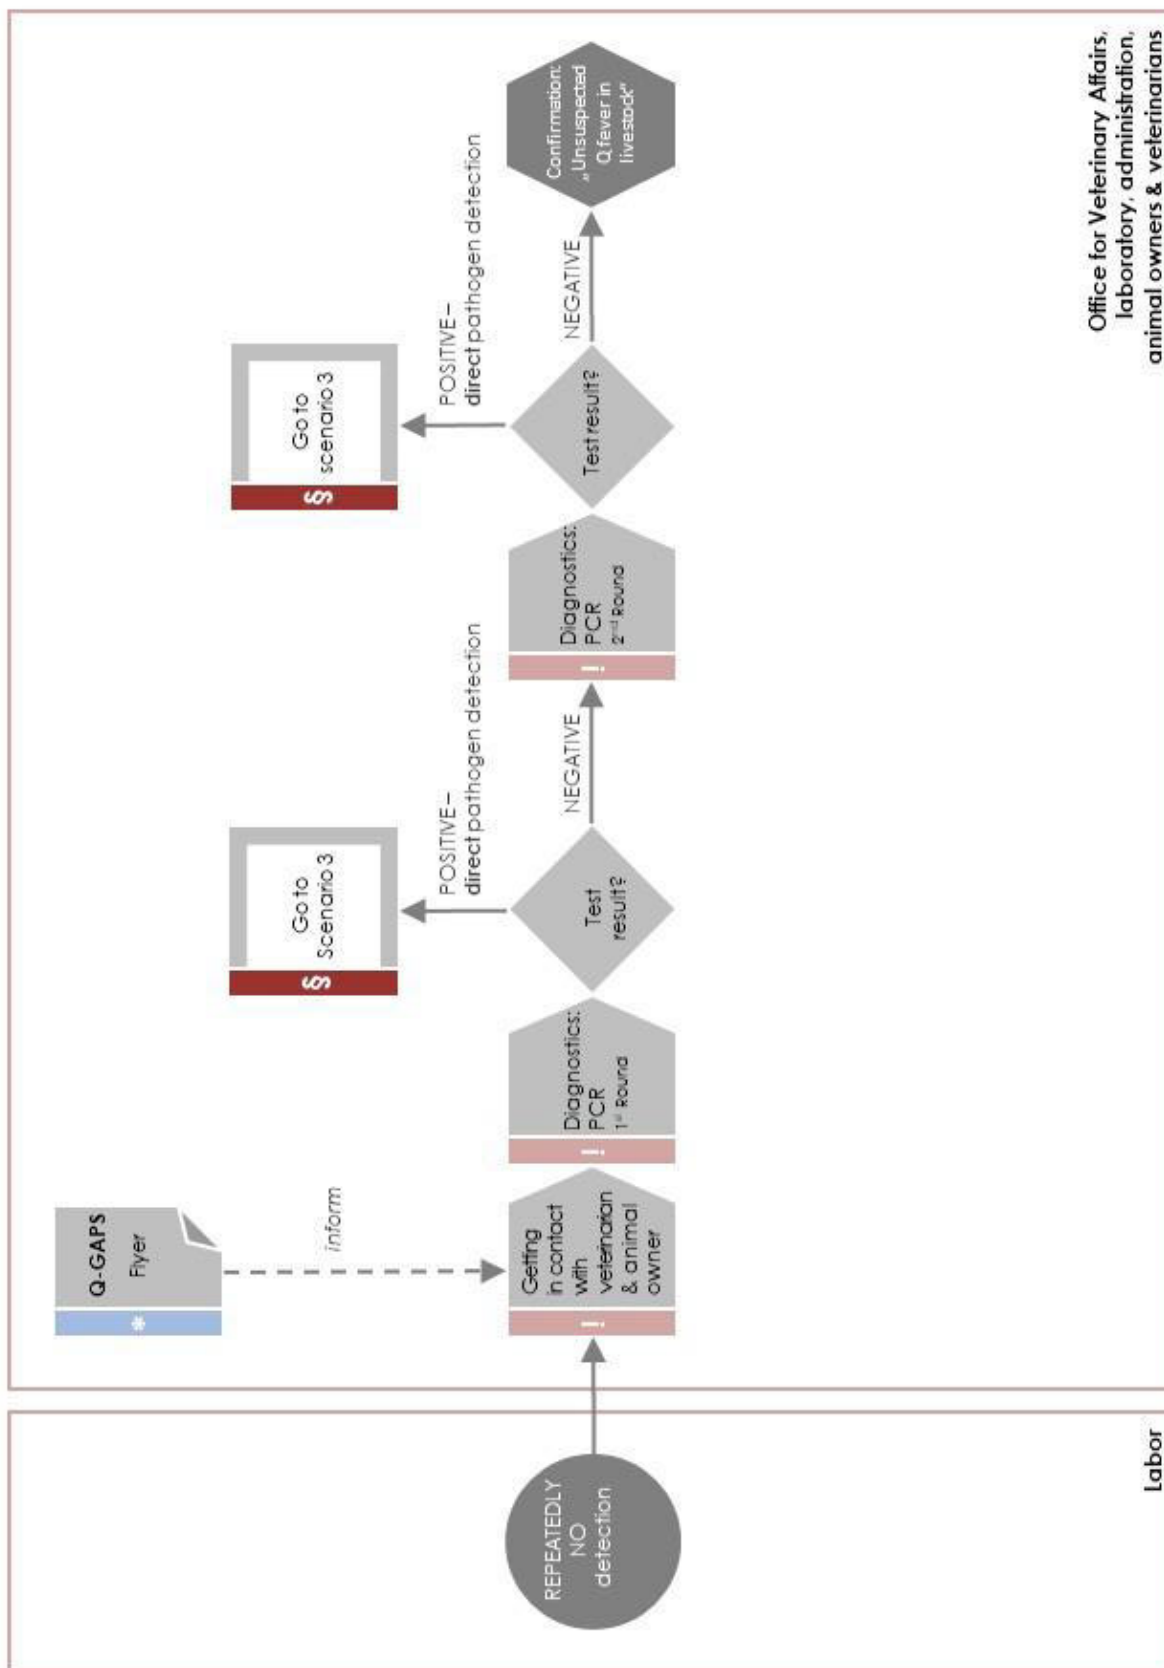 REPEATEDLY
NO
detection
Labor
Q-GAPS
Flyer
*
inform
Getting
in contact
with
veterinarian
& animal
owner
i
Diagnostics:
PCR
1st Round
i
Test
result?
POSITIVE –
direct pathogen detection
Go to
Scenario 3
§
NEGATIVE
Diagnostics:
PCR
2nd Round
i
Test result?
POSITIVE –
direct pathogen detection
Go to
scenario 3
§
NEGATIVE
Confirmation:
„Unsuspected
Q fever in
livestock“
Office for Veterinary Affairs,
laboratory, administration,
animal owners & veterinarians